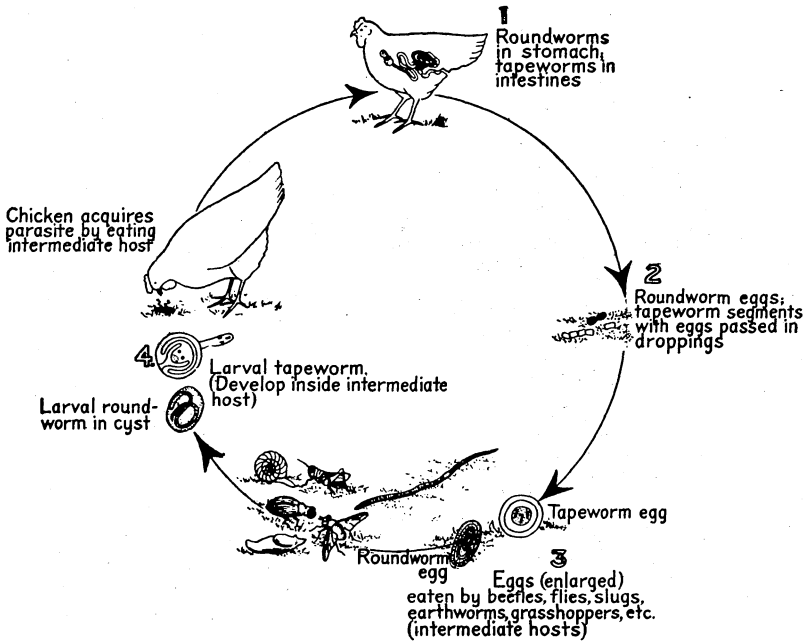 1
Roundworms
in stomach,
tapeworms in
intestines
Chicken acquires
parasite by eating
intermediate host
2
Roundworm eggs;
tapeworm segments
with eggs passed in
droppings
4.
Larval tapeworm.
(Develop inside intermediate
host)
Larval round-
worm in cyst
Tapeworm egg
Roundworm
egg
3
Eggs (enlarged)
eaten by beetles, flies, slugs,
earthworms, grasshoppers, etc.
(intermediate hosts)